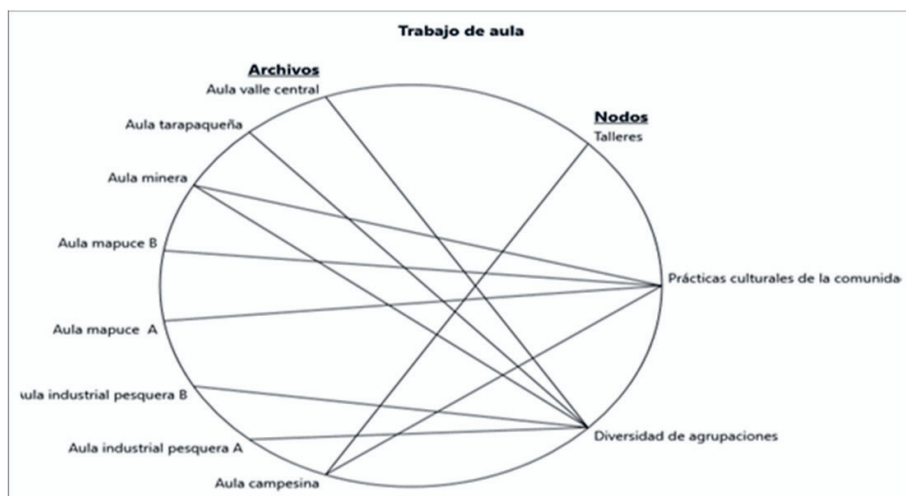 Trabajo de aula
Archivos
Aula valle central
Aula tarapaqueña
Aula minera
Aula mapuce B
Aula mapuce A
ula industrial pesquera B
Aula industrial pesquera A
Aula campesina
Nodos
Talleres
Prácticas culturales de la comunida
Diversidad de agrupaciones